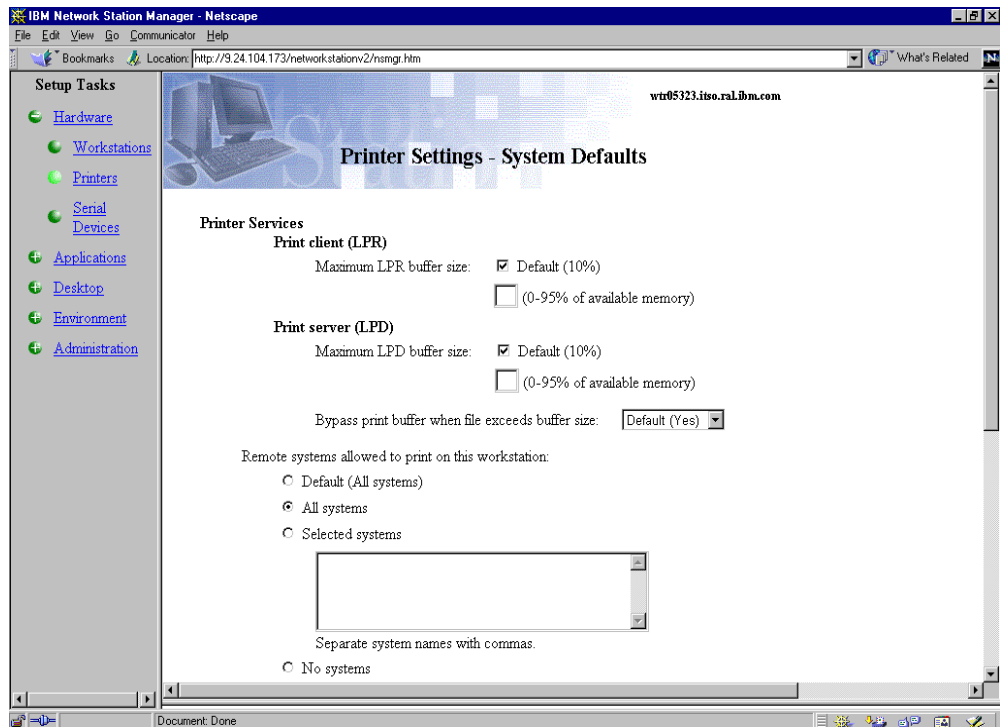 IBM Network Station Manager - Netscape
File Edit View Go Communicator Help
Bookmarks Location: http://9.24.104.173/networkstationv2/nsmgr.htm What's Related
Setup Tasks
Hardware
Workstations
Printers
Serial
Devices
Applications
Desktop
Environment
Administration
wtr05323.itso.ral.ibm.com
Printer Settings - System Defaults
Printer Services
Print client (LPR)
Maximum LPR buffer size: Default (10%)
(0-95% of available memory)
Print server (LPD)
Maximum LPD buffer size: Default (10%)
(0-95% of available memory)
Bypass print buffer when file exceeds buffer size: Default (Yes)
Remote systems allowed to print on this workstation:
Default (All systems)
All systems
Selected systems
Separate system names with commas.
No systems
Document: Done